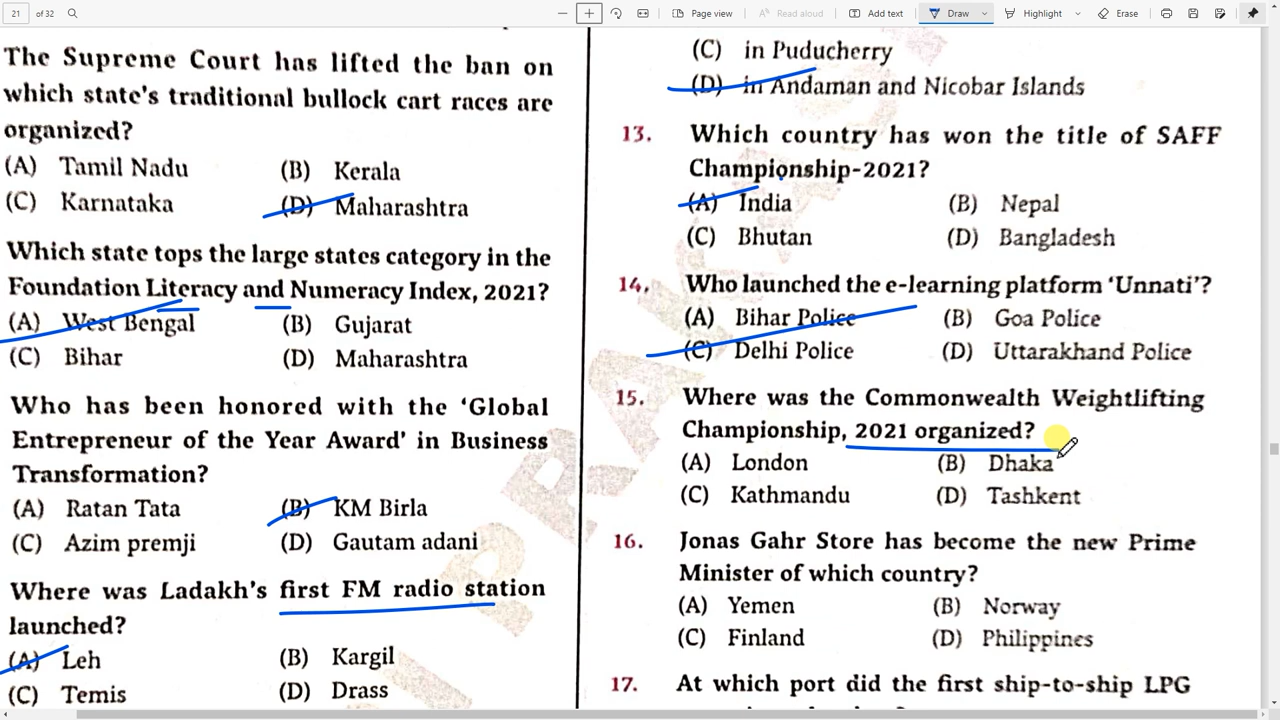 21 of 32
Page view
Read aloud
Add text
Draw
Highlight
Erase
The Supreme Court has lifted the ban on
which state's traditional bullock cart races are
organized?
(A) Tamil Nadu (B) Kerala
(C) Karnataka (D) Maharashtra
Which state tops the large states category in the
Foundation Literacy and Numeracy Index, 2021?
(A) West Bengal (B) Gujarat
(C) Bihar (D) Maharashtra
Who has been honored with the 'Global
Entrepreneur of the Year Award' in Business
Transformation?
(A) Ratan Tata (B) KM Birla
(C) Azim premji (D) Gautam adani
Where was Ladakh's first FM radio station
launched?
(A) Leh (B) Kargil
(C) Temis (D) Drass
(C) in Puducherry
(D) in Andaman and Nicobar Islands
13. Which country has won the title of SAFF
Championship-2021?
(A) India (B) Nepal
(C) Bhutan (D) Bangladesh
14. Who launched the e-learning platform 'Unnati'?
(A) Bihar Police (B) Goa Police
(C) Delhi Police (D) Uttarakhand Police
15. Where was the Commonwealth Weightlifting
Championship, 2021 organized?
(A) London (B) Dhaka
(C) Kathmandu (D) Tashkent
16. Jonas Gahr Store has become the new Prime
Minister of which country?
(A) Yemen (B) Norway
(C) Finland (D) Philippines
17. At which port did the first ship-to-ship LPG